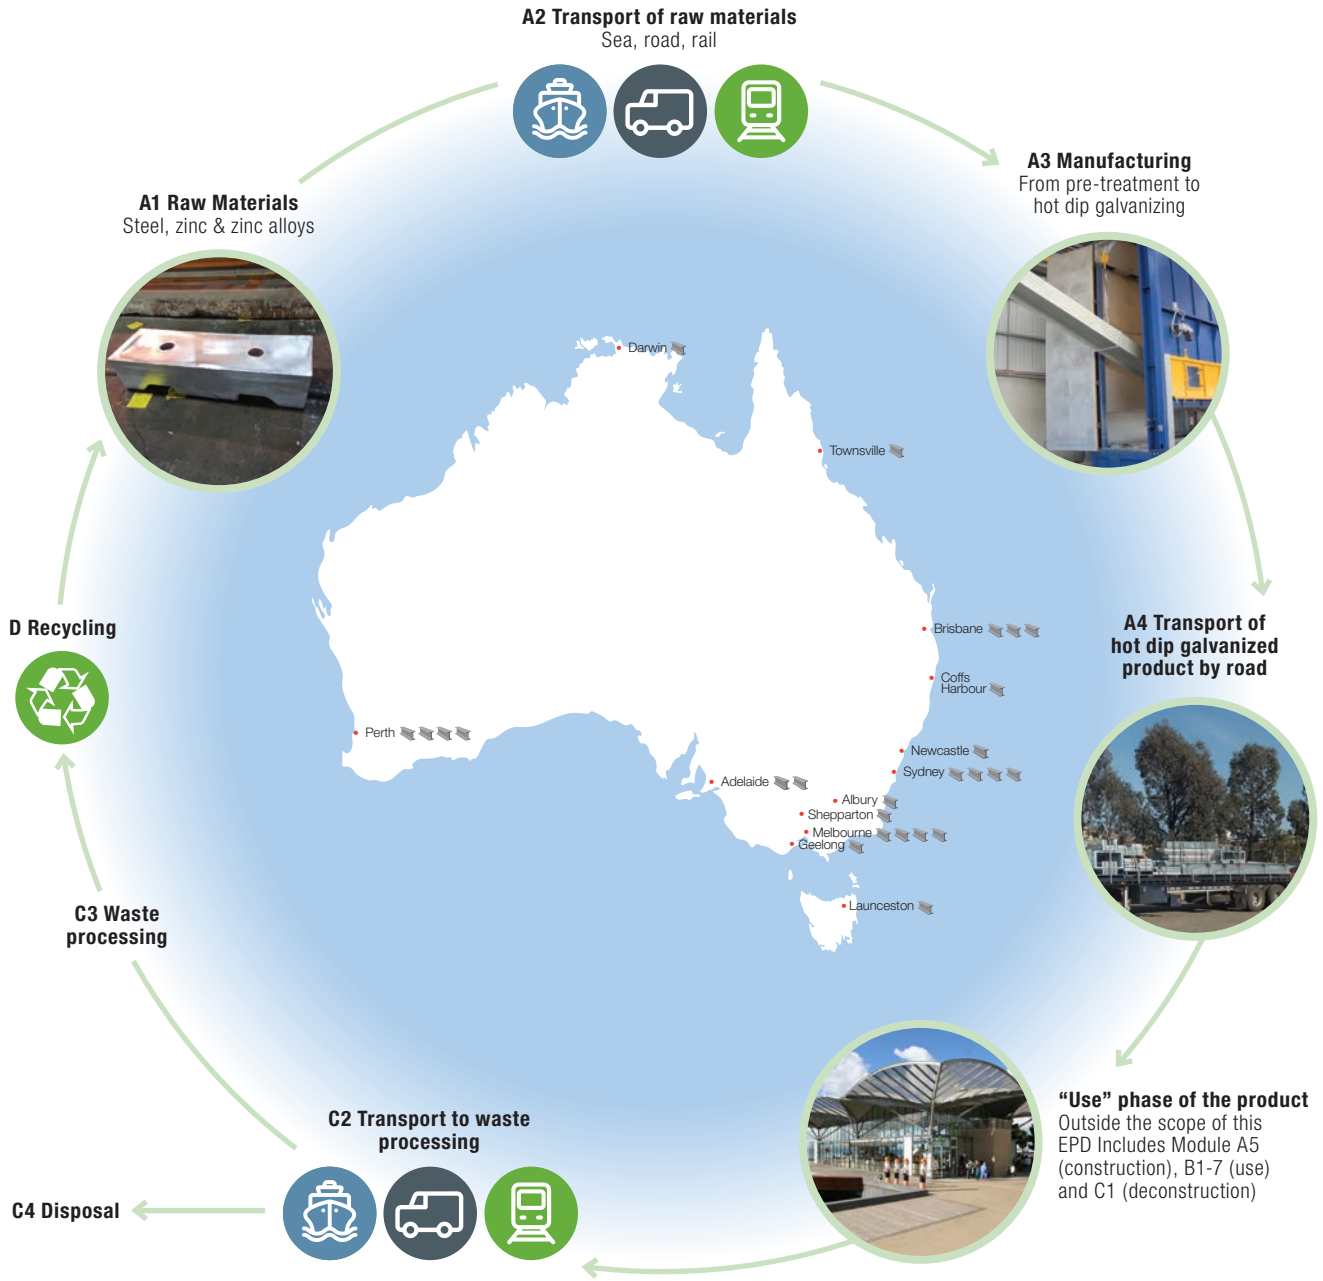 A2 Transport of raw materials
Sea, road, rail
A3 Manufacturing
From pre-treatment to
hot dip galvanizing
A1 Raw Materials
Steel, zinc & zinc alloys
Darwin
Townsville
D Recycling
A4 Transport of
hot dip galvanized
product by road
Brisbane
Coffs
Harbour
Perth
Newcastle
Sydney
Adelaide
Albury
Shepparton
Melbourne
Geelong
Launceston
C3 Waste
processing
"Use" phase of the product
Outside the scope of this
EPD Includes Module A5
(construction), B1-7 (use)
and C1 (deconstruction)
C2 Transport to waste
processing
C4 Disposal